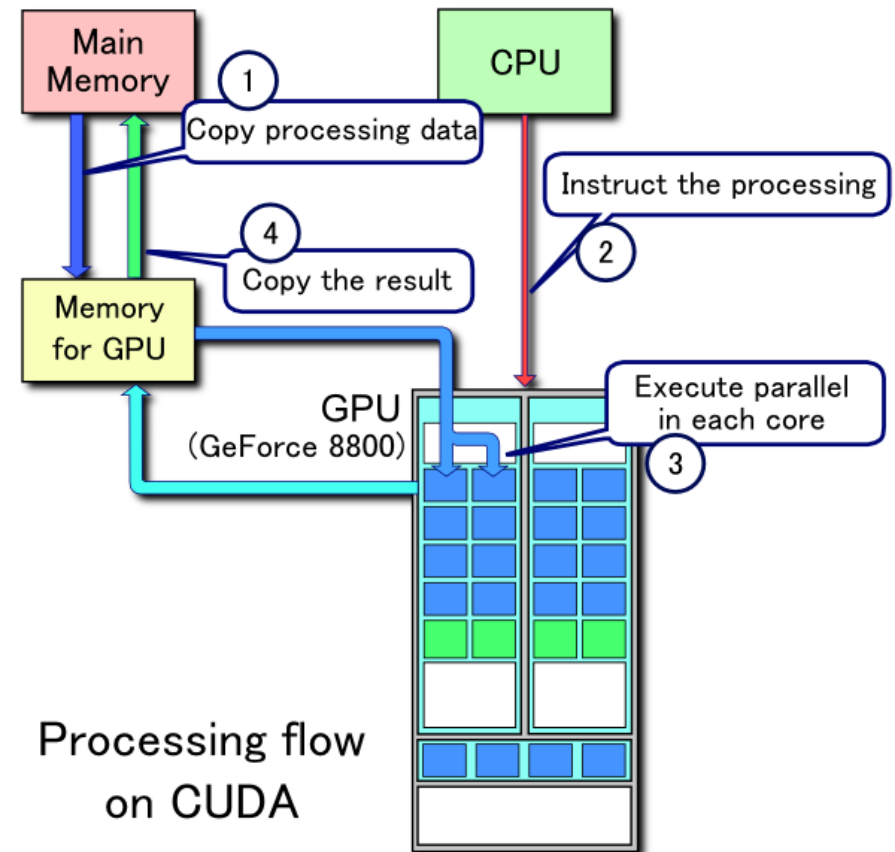 Main
Memory
CPU
1
Copy processing data
Instruct the processing
2
4
Copy the result
Memory
for GPU
Execute parallel
in each core
3
GPU
(GeForce 8800)
Processing flow
on CUDA